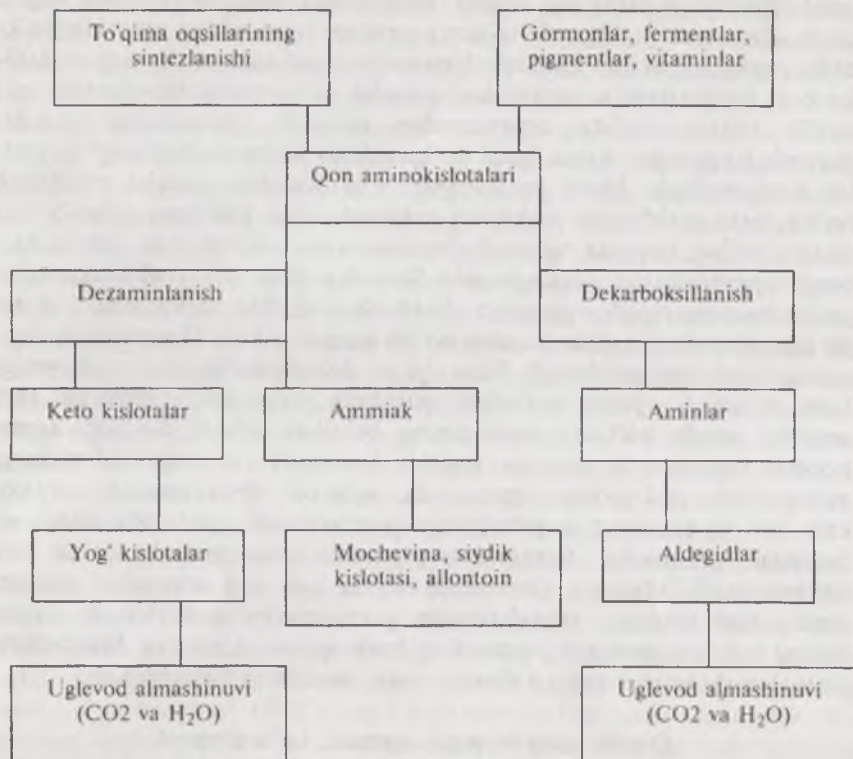 To'qima oqsillarining
sintezlanishi
Gormonlar, fermentlar,
pigmentlar, vitaminlar
Qon aminokislotalari
Dezaminlanish
Dekarboksillanish
Keto kislotalar
Ammiak
Aminlar
Yog' kislotalar
Mochevina, siydik
kislotasi, allontoin
Aldegidlar
Uglevod almashinuvi
(CO2 va H₂O)
Uglevod almashinuvi
(CO2 va H₂O)